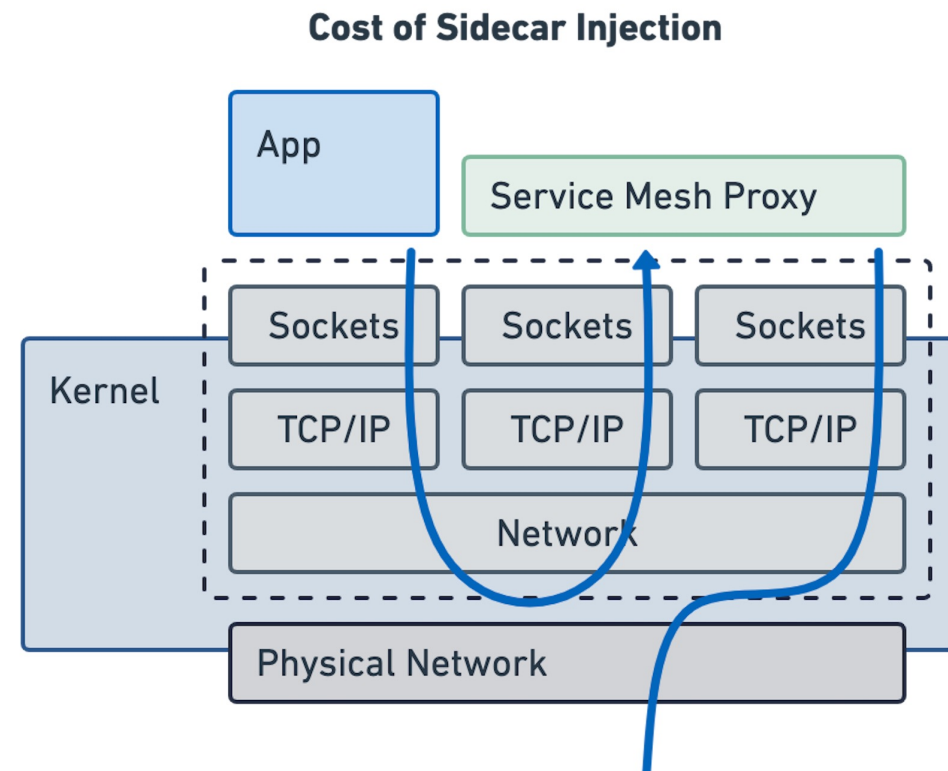 Cost of Sidecar Injection
App
Service Mesh Proxy
Sockets
Sockets
Sockets
Kernel
TCP/IP
TCP/IP
TCP/IP
Network
Physical Network